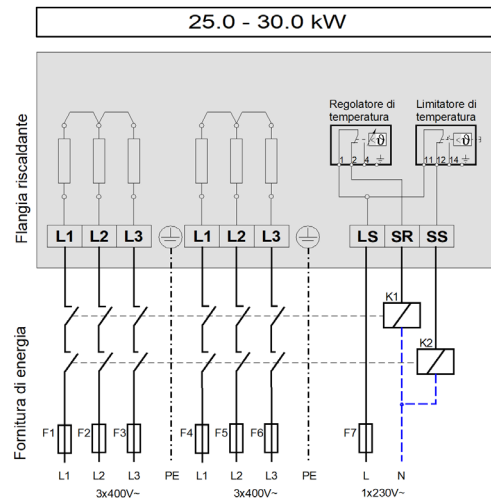 25.0 - 30.0 kW
Flangia riscaldante
Regolatore di temperatura
Limitatore di temperatura
ϑ ϑ
1 2 4 11 12 14
L1 L2 L3 L1 L2 L3 LS SR SS
K1
K2
Fornitura di energia
F1 F2 F3 F4 F5 F6 F7
L1 L2 L3 PE L1 L2 L3 PE L N
3x400V~ 3x400V~ 1x230V~